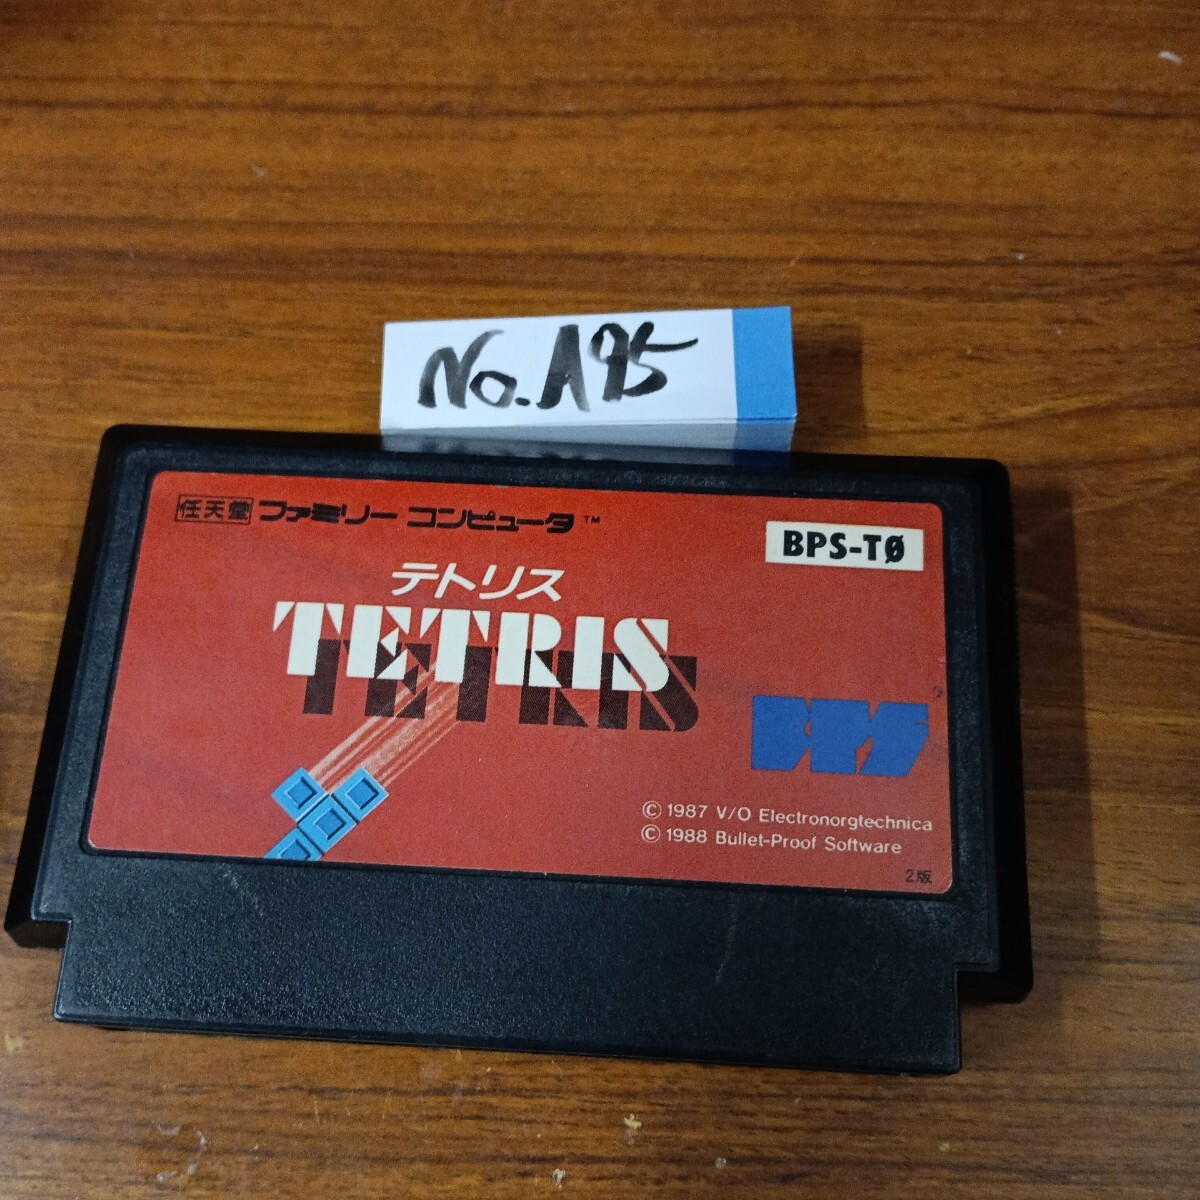 No. A95
任天堂 ファミリー コンピュータ™
BPS-TØ
テトリス
TETRIS
BPS
© 1987 V/O Electronorgtechnica
© 1988 Bullet-Proof Software
2版